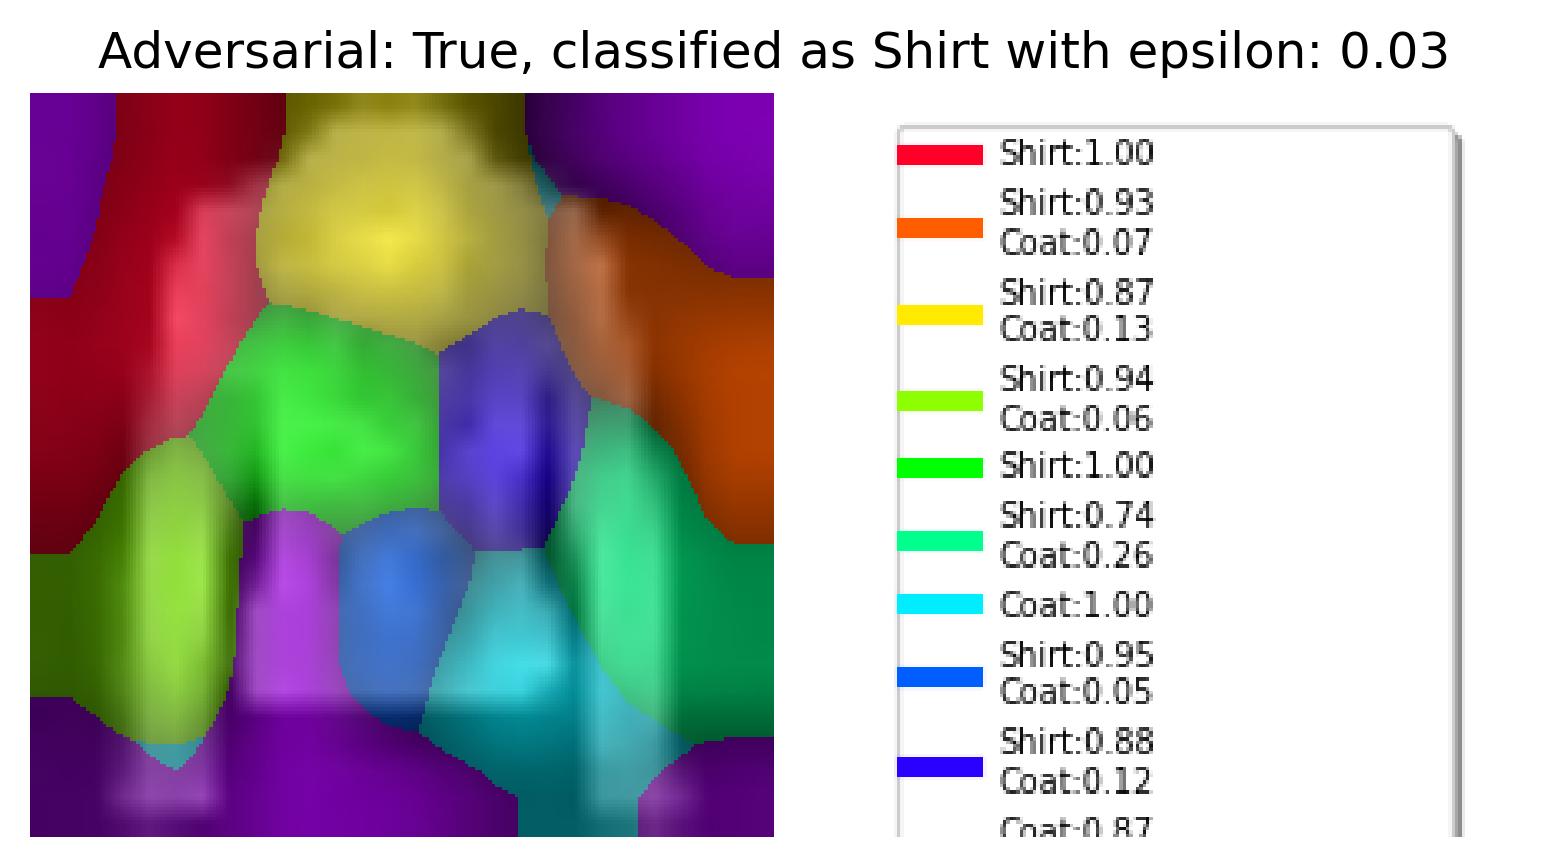 Adversarial: True, classified as Shirt with epsilon: 0.03
Shirt:1.00
Shirt:0.93
Coat:0.07
Shirt:0.87
Coat:0.13
Shirt:0.94
Coat:0.06
Shirt:1.00
Shirt:0.74
Coat:0.26
Coat:1.00
Shirt:0.95
Coat:0.05
Shirt:0.88
Coat:0.12
Coat:0.87